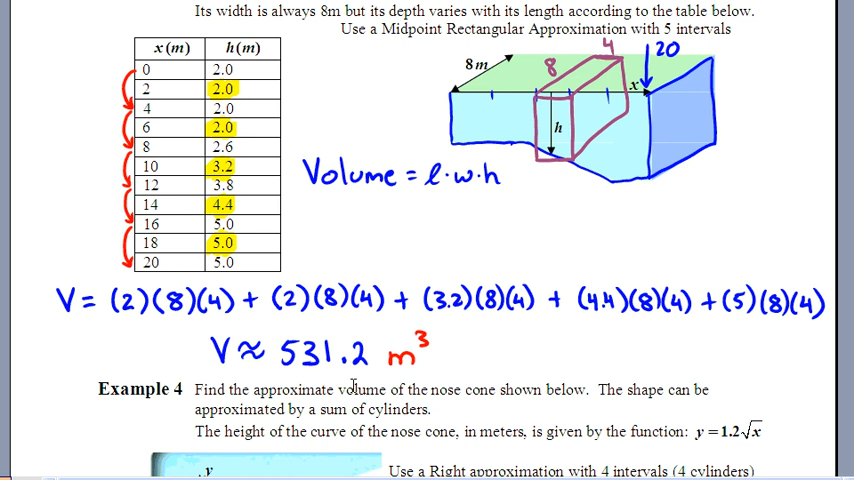 Its width is always 8m but its depth varies with its length according to the table below.
Use a Midpoint Rectangular Approximation with 5 intervals
x (m) h (m)
0 2.0
2 2.0
4 2.0
6 2.0
8 2.6
10 3.2
12 3.8
14 4.4
16 5.0
18 5.0
20 5.0
8m
8
4
20
x
h
Volume = l·w·h
V = (2)(8)(4) + (2)(8)(4) + (3.2)(8)(4) + (4.4)(8)(4) + (5)(8)(4)
V ≈ 531.2 m³
Example 4 Find the approximate volume of the nose cone shown below. The shape can be
approximated by a sum of cylinders.
The height of the curve of the nose cone, in meters, is given by the function: y = 1.2√x
y
Use a Right approximation with 4 intervals (4 cylinders)